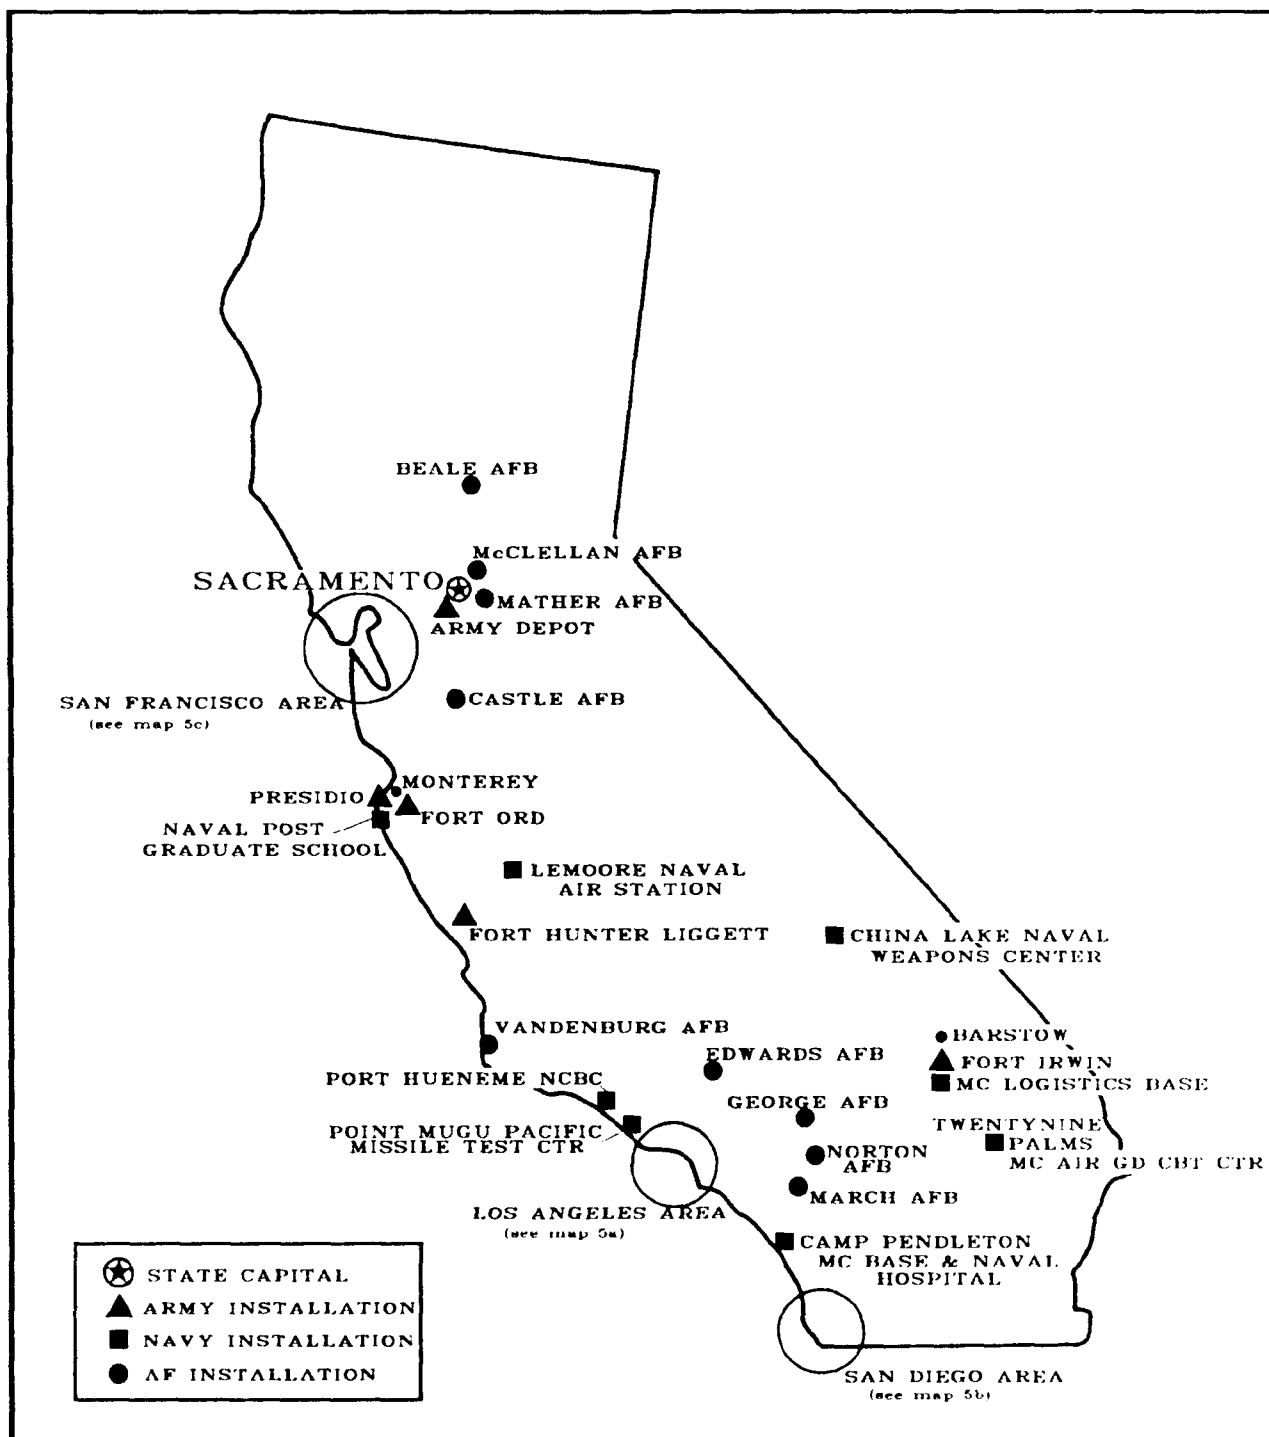 BEALE AFB
McCLELLAN AFB
SACRAMENTO
MATHER AFB
ARMY DEPOT
SAN FRANCISCO AREA
(see map 5c)
CASTLE AFB
MONTEREY
PRESIDIO
FORT ORD
NAVAL POST
GRADUATE SCHOOL
LEMOORE NAVAL
AIR STATION
FORT HUNTER LIGGETT
CHINA LAKE NAVAL
WEAPONS CENTER
VANDENBURG AFB
BARSTOW
EDWARDS AFB
FORT IRWIN
PORT HUENEME NCBC
MC LOGISTICS BASE
GEORGE AFB
POINT MUGU PACIFIC
MISSILE TEST CTR
TWENTYNINE
PALMS
MC AIR GD CBT CTR
NORTON
AFB
MARCH AFB
LOS ANGELES AREA
(see map 5a)
CAMP PENDLETON
MC BASE & NAVAL
HOSPITAL
STATE CAPITAL
ARMY INSTALLATION
NAVY INSTALLATION
AF INSTALLATION
SAN DIEGO AREA
(see map 5b)